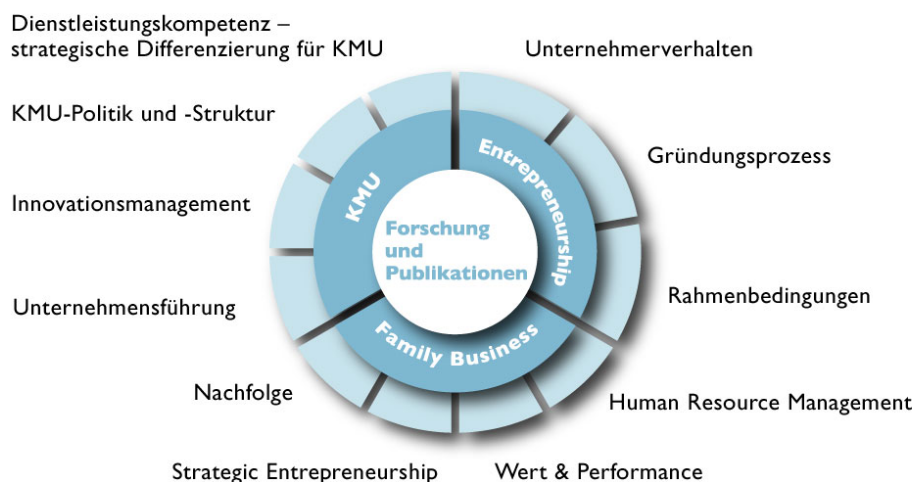 Dienstleistungskompetenz –
strategische Differenzierung für KMU
Unternehmerverhalten
KMU-Politik und -Struktur
Gründungsprozess
Innovationsmanagement
Rahmenbedingungen
Unternehmensführung
Nachfolge
Human Resource Management
Strategic Entrepreneurship
Wert & Performance
KMU
Entrepreneurship
Family Business
Forschung
und
Publikationen